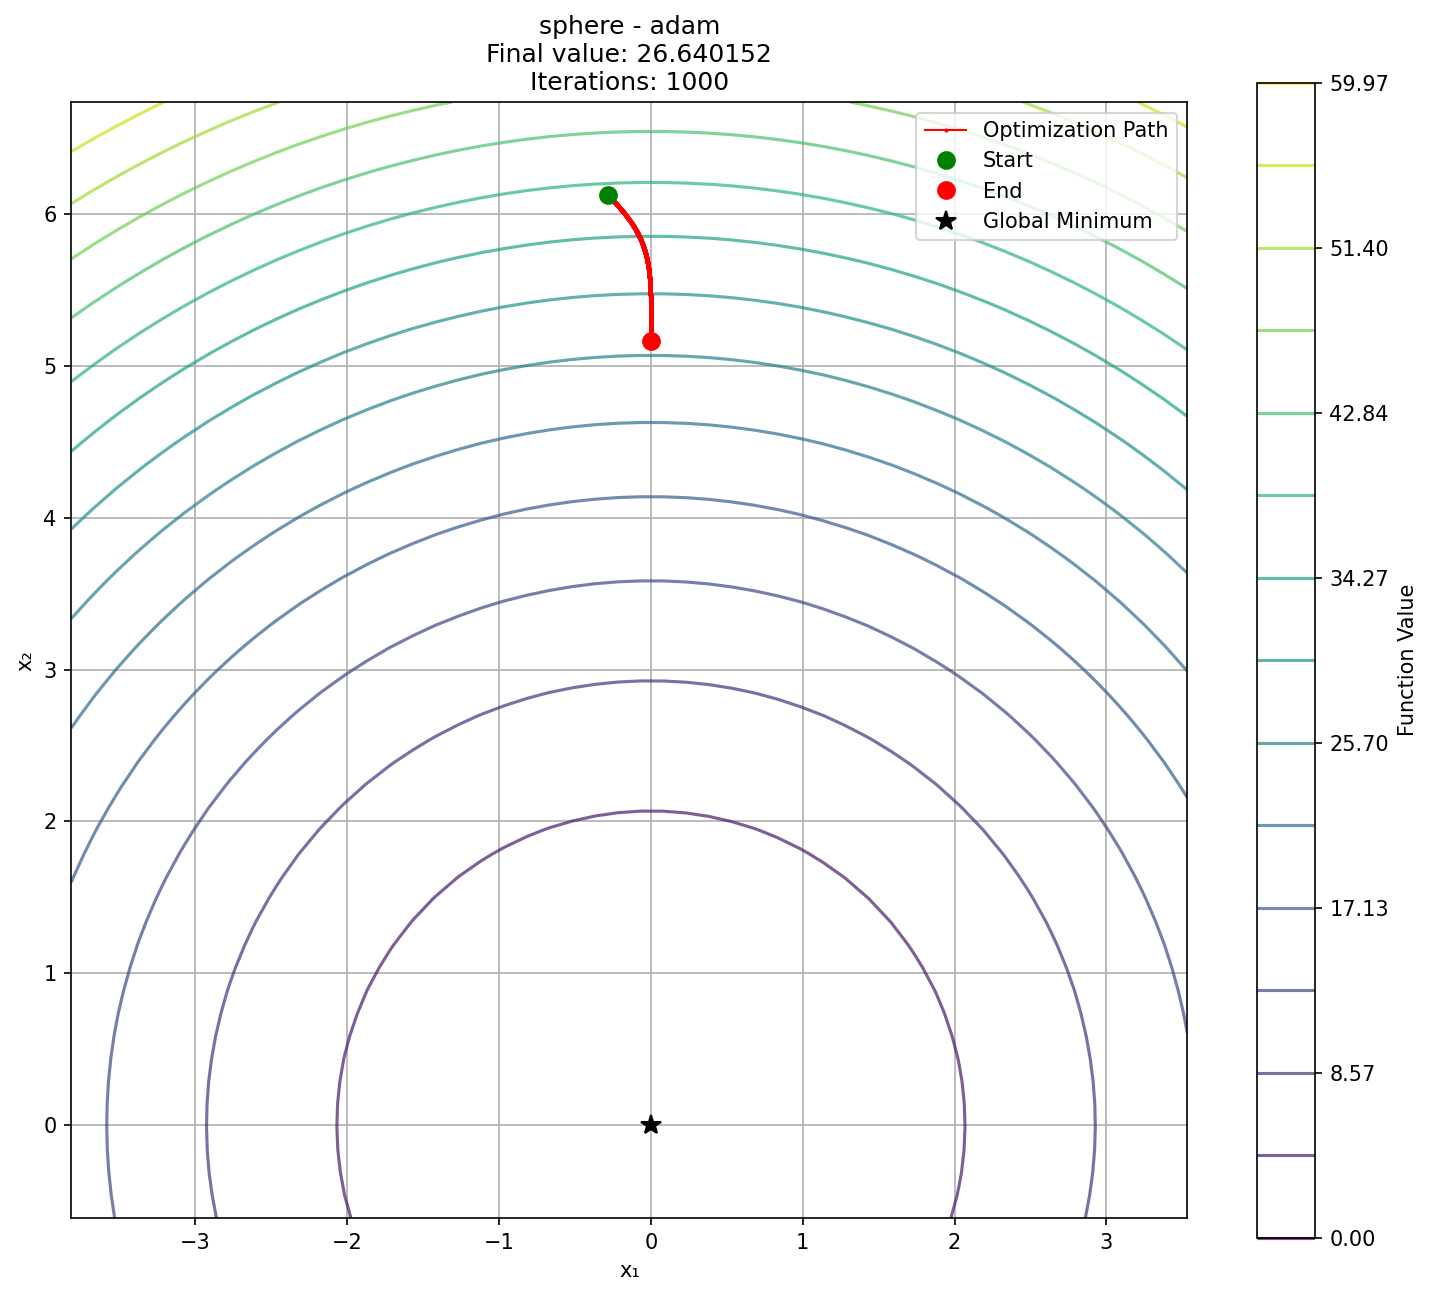 sphere - adam
Final value: 26.640152
Iterations: 1000
Optimization Path
Start
End
Global Minimum
6
5
4
3
2
1
0
x₂
−3
−2
−1
0
1
2
3
x₁
59.97
51.40
42.84
34.27
25.70
17.13
8.57
0.00
Function Value